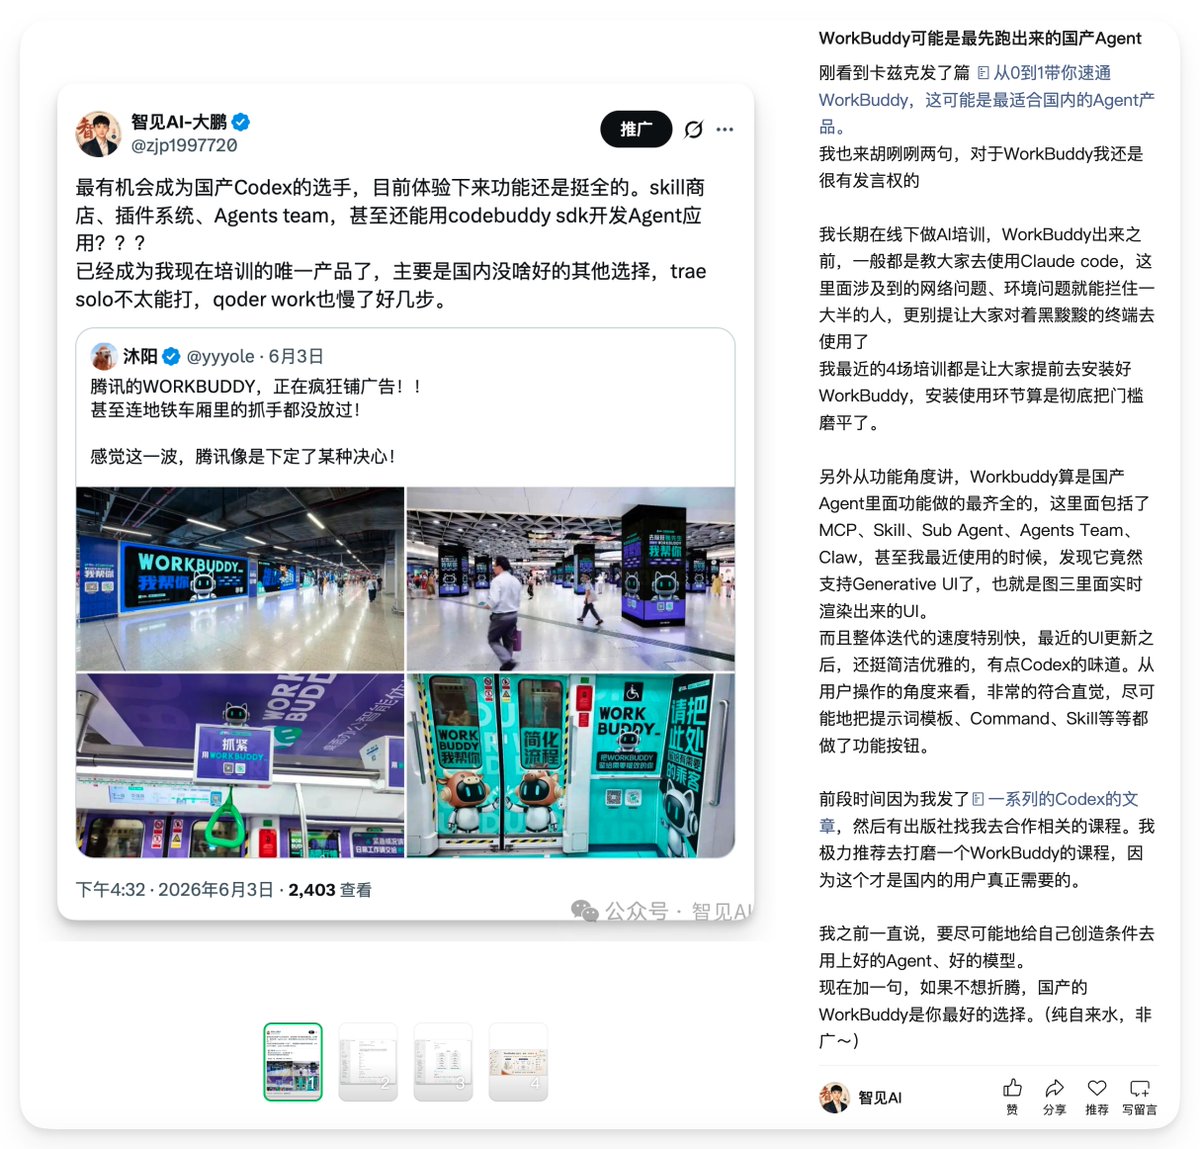 智见AI-大鹏
@zjp1997720
推广
最有机会成为国产Codex的选手，目前体验下来功能还是挺全的。skill商
店、插件系统、Agents team，甚至还能用codebuddy sdk开发Agent应
用？？？
已经成为我现在培训的唯一产品了，主要是国内没啥好的其他选择，trae
solo不太能打，qoder work也慢了好几步。
沐阳 @yyyole · 6月3日
腾讯的WORKBUDDY，正在疯狂铺广告！！
甚至连地铁车厢里的抓手都没放过！
感觉这一波，腾讯像是下定了某种决心！
WORKBUDDY_
我帮你
我帮你
我帮你
WORK
BUDD
抓紧
用WORKBUDDY_
WORK
BUDDY
我帮你
简化
流程
WORK
BUDDY_
请把
此处
的乘客
下午4:32 · 2026年6月3日 · 2,403 查看
公众号 · 智见AI
1
2
3
4
WorkBuddy可能是最先跑出来的国产Agent
刚看到卡兹克发了篇 从0到1带你速通
WorkBuddy，这可能是最适合国内的Agent产
品。
我也来胡咧咧两句，对于WorkBuddy我还是
很有发言权的
我长期在线下做AI培训，WorkBuddy出来之
前，一般都是教大家去使用Claude code，这
里面涉及到的网络问题、环境问题就能拦住一
大半的人，更别提让大家对着黑黢黢的终端去
使用了
我最近的4场培训都是让大家提前去安装好
WorkBuddy，安装使用环节算是彻底把门槛
磨平了。
另外从功能角度讲，Workbuddy算是国产
Agent里面功能做的最齐全的，这里面包括了
MCP、Skill、Sub Agent、Agents Team、
Claw，甚至我最近使用的时候，发现它竟然
支持Generative UI了，也就是图三里面实时
渲染出来的UI。
而且整体迭代的速度特别快，最近的UI更新之
后，还挺简洁优雅的，有点Codex的味道。从
用户操作的角度来看，非常的符合直觉，尽可
能地把提示词模板、Command、Skill等等都
做了功能按钮。
前段时间因为我发了 一系列的Codex的文
章，然后有出版社找我去合作相关的课程。我
极力推荐去打磨一个WorkBuddy的课程，因
为这个才是国内的用户真正需要的。
我之前一直说，要尽可能地给自己创造条件去
用上好的Agent、好的模型。
现在加一句，如果不想折腾，国产的
WorkBuddy是你最好的选择。（纯自来水，非
广～）
智见AI
赞
分享
推荐
写留言